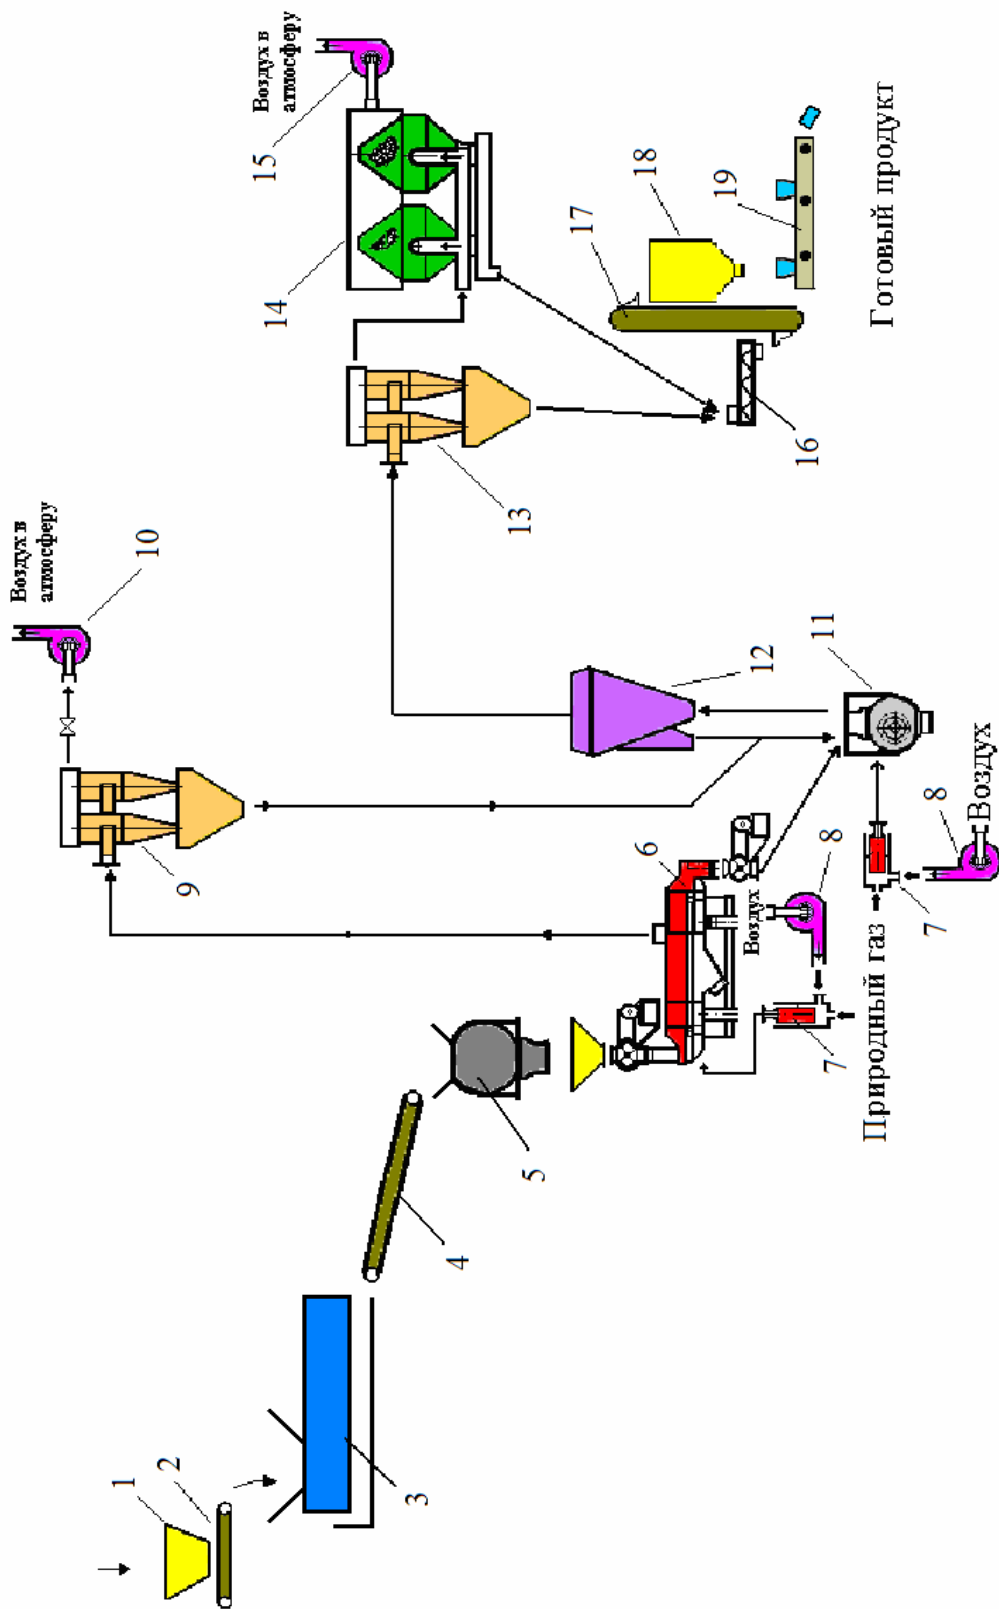 1
2
3
4
5
6
7
8
Воздух
Природный газ
7
8
Воздух
9
10
Воздух в
атмосферу
11
12
13
14
15
Воздух в
атмосферу
16
17
18
19
Готовый продукт